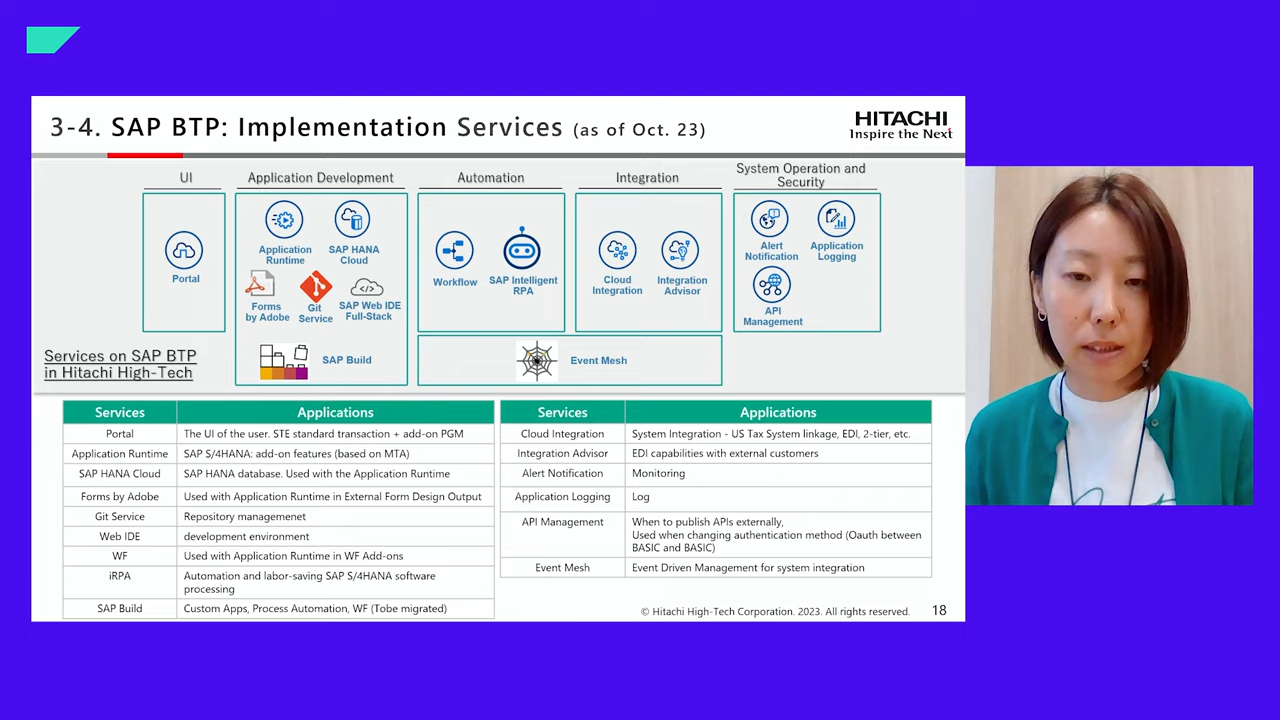 3-4. SAP BTP: Implementation Services (as of Oct. 23)
HITACHI
Inspire the Next
UI
Application Development
Automation
Integration
System Operation and
Security
Portal
Application
Runtime
SAP HANA
Cloud
Forms
by Adobe
Git
Service
SAP Web IDE
Full-Stack
SAP Build
Workflow
SAP Intelligent
RPA
Cloud
Integration
Integration
Advisor
Event Mesh
Alert
Notification
Application
Logging
API
Management
Services on SAP BTP
in Hitachi High-Tech
Services Applications
Portal The UI of the user. STE standard transaction + add-on PGM
Application Runtime SAP S/4HANA: add-on features (based on MTA)
SAP HANA Cloud SAP HANA database. Used with the Application Runtime
Forms by Adobe Used with Application Runtime in External Form Design Output
Git Service Repository managemenet
Web IDE development environment
WF Used with Application Runtime in WF Add-ons
iRPA Automation and labor-saving SAP S/4HANA software
processing
SAP Build Custom Apps, Process Automation, WF (Tobe migrated)
Services Applications
Cloud Integration System Integration - US Tax System linkage, EDI, 2-tier, etc.
Integration Advisor EDI capabilities with external customers
Alert Notification Monitoring
Application Logging Log
API Management When to publish APIs externally,
Used when changing authentication method (Oauth between
BASIC and BASIC)
Event Mesh Event Driven Management for system integration
© Hitachi High-Tech Corporation. 2023. All rights reserved. 18